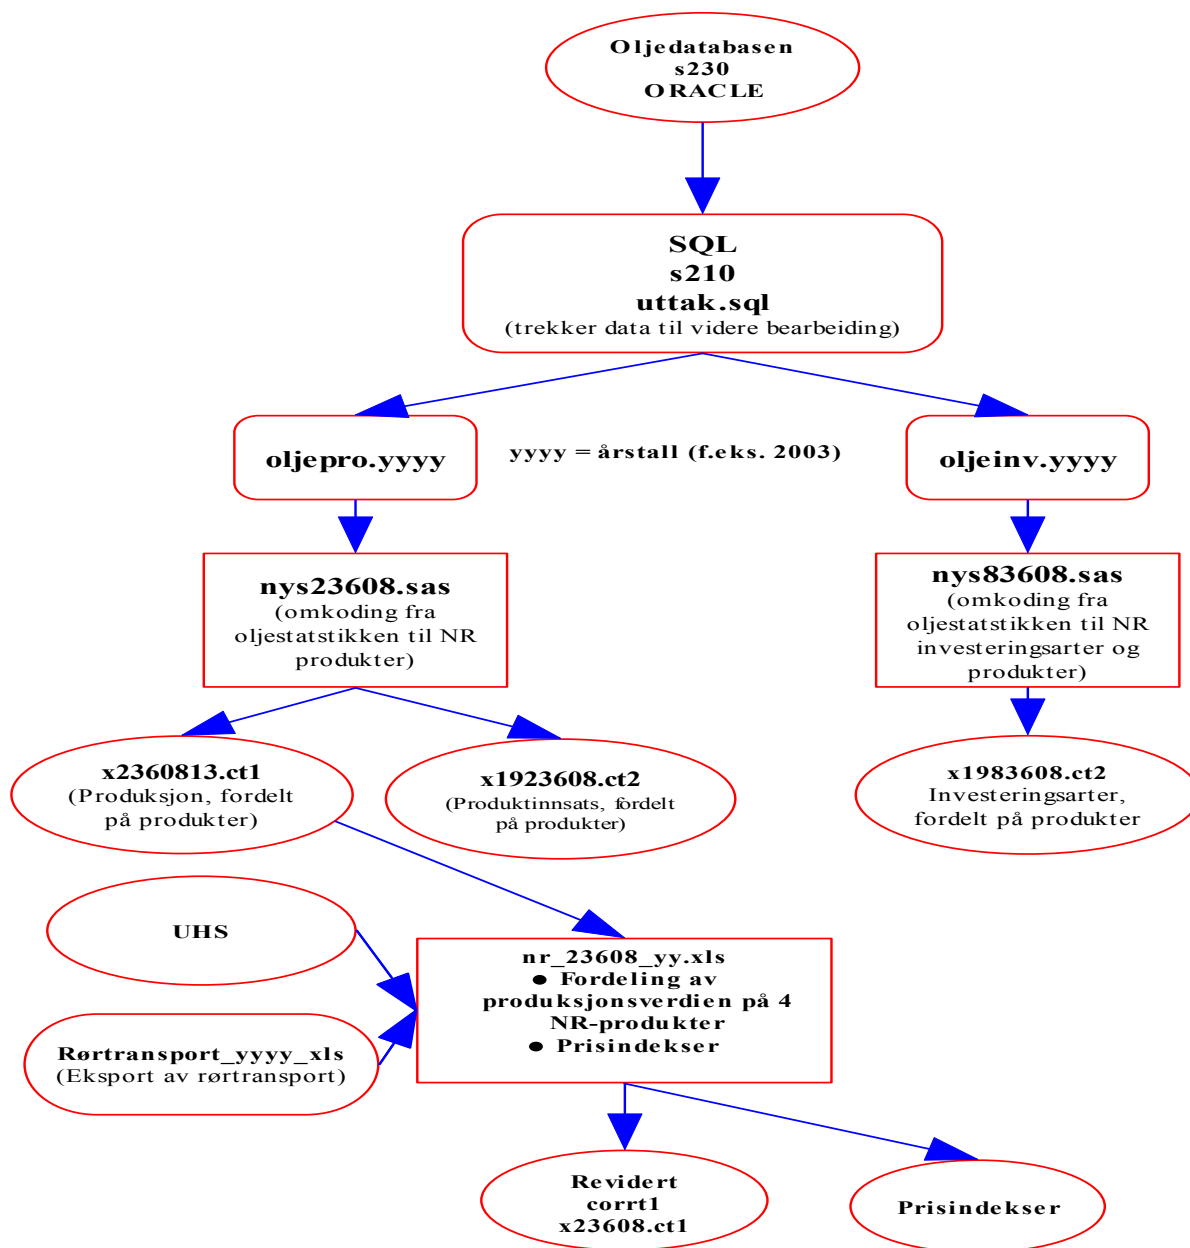 Oljedatabasen
s230
ORACLE
SQL
s210
uttak.sql
(trekker data til videre bearbeiding)
oljepro.yyyy
yyyy = årstall (f.eks. 2003)
oljeinv.yyyy
nys23608.sas
(omkoding fra
oljestatstikken til NR
produkter)
nys83608.sas
(omkoding fra
oljestatstikken til NR
investeringsarter og
produkter)
x2360813.ct1
(Produksjon, fordelt
på produkter)
x1923608.ct2
(Produktinnsats, fordelt
på produkter)
x1983608.ct2
Investeringsarter,
fordelt på produkter
UHS
Rørtransport_yyyy_xls
(Eksport av rørtransport)
nr_23608_yy.xls
● Fordeling av
produksjonsverdien på 4
NR-produkter
● Prisindekser
Revidert
corrt1
x23608.ct1
Prisindekser